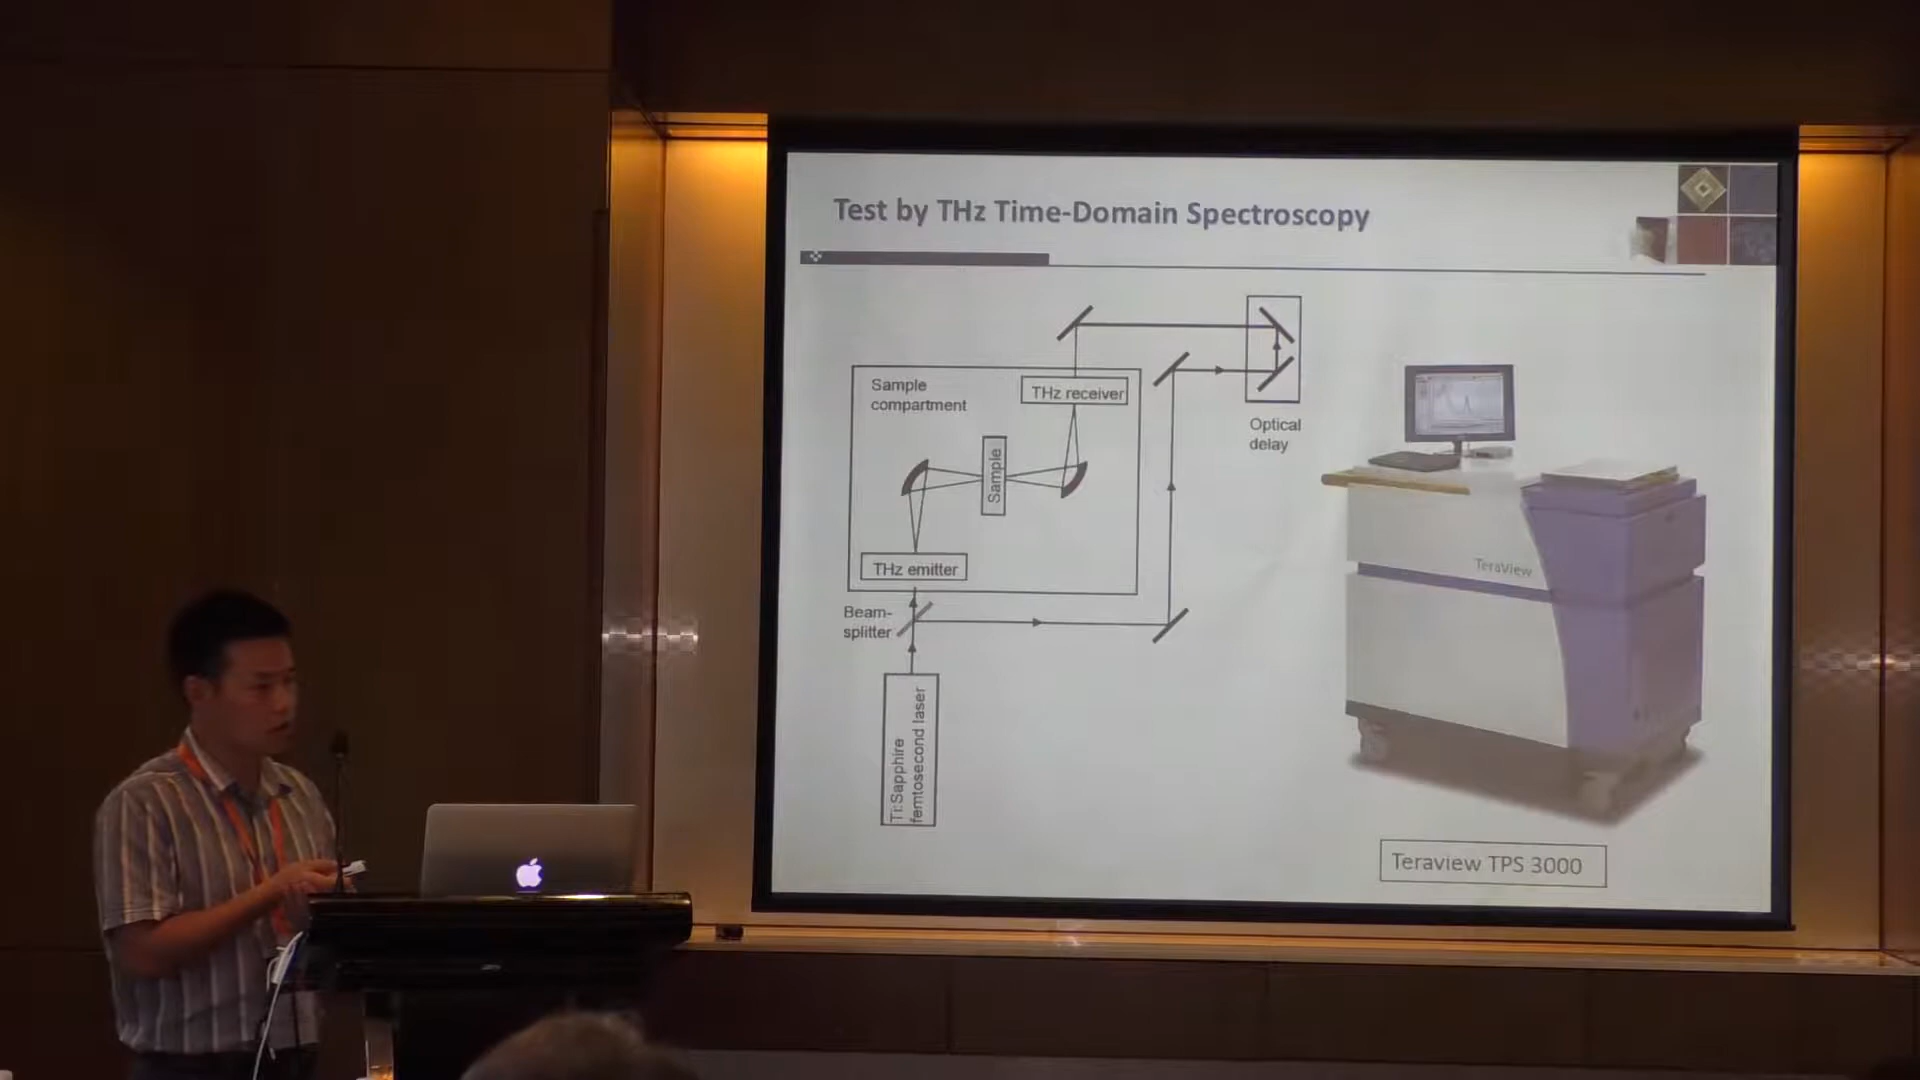 Test by THz Time-Domain Spectroscopy
Sample
compartment
THz receiver
Sample
THz emitter
Beam-
splitter
Ti:Sapphire
femtosecond laser
Optical
delay
TeraView
Teraview TPS 3000